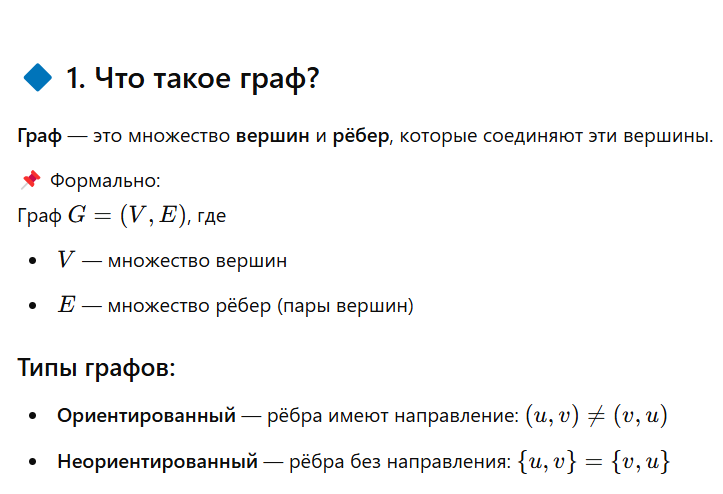 🔷 1. Что такое граф?
Граф — это множество вершин и рёбер, которые соединяют эти вершины.
📌 Формально:
Граф G = (V, E), где
• V — множество вершин
• E — множество рёбер (пары вершин)
Типы графов:
• Ориентированный — рёбра имеют направление: (u, v) ≠ (v, u)
• Неориентированный — рёбра без направления: {u, v} = {v, u}